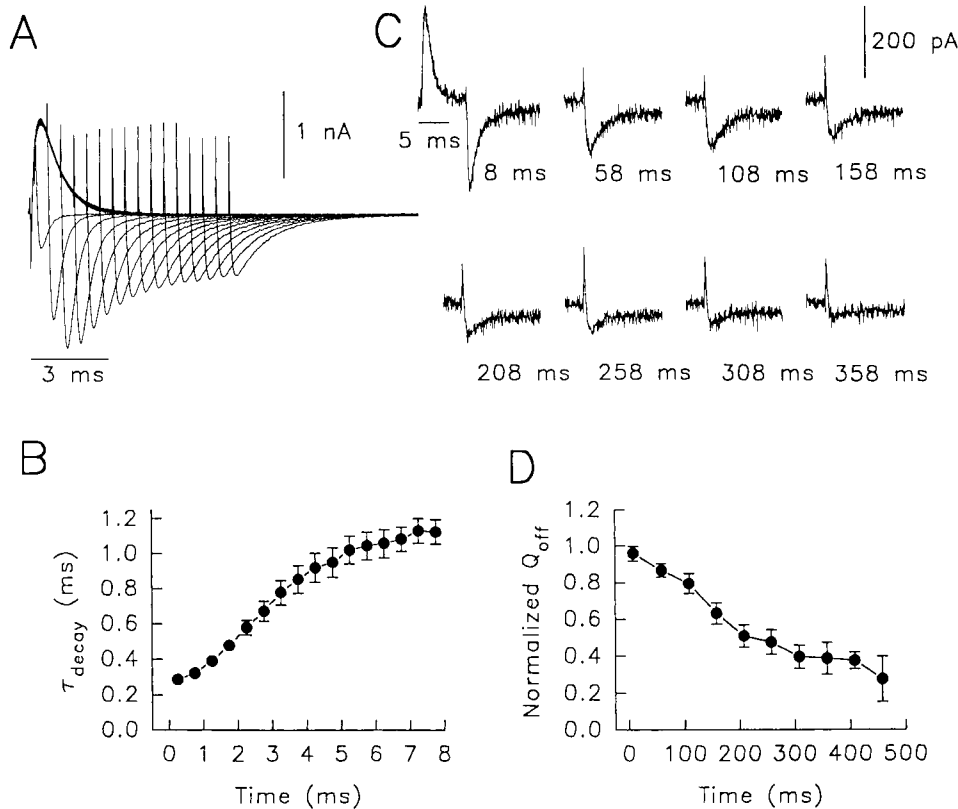 A
1 nA
3 ms
C
200 pA
5 ms
8 ms
58 ms
108 ms
158 ms
208 ms
258 ms
308 ms
358 ms
B
τdecay (ms)
1.2
1.0
0.8
0.6
0.4
0.2
0.0
0 1 2 3 4 5 6 7 8
Time (ms)
D
Normalized Qoff
1.2
1.0
0.8
0.6
0.4
0.2
0.0
0 100 200 300 400 500
Time (ms)